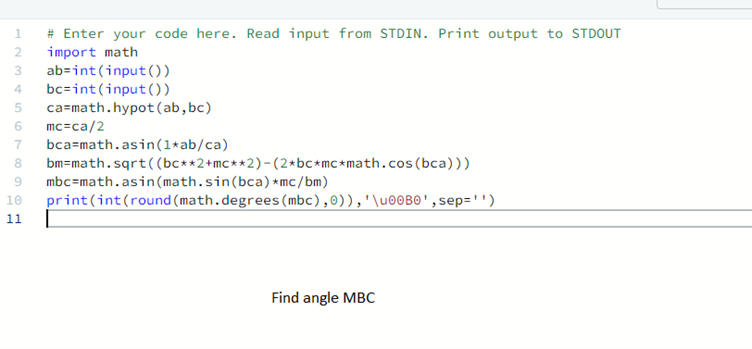 1 # Enter your code here. Read input from STDIN. Print output to STDOUT
2 import math
3 ab=int(input())
4 bc=int(input())
5 ca=math.hypot(ab,bc)
6 mc=ca/2
7 bca=math.asin(1*ab/ca)
8 bm=math.sqrt((bc**2+mc**2)-(2*bc*mc*math.cos(bca)))
9 mbc=math.asin(math.sin(bca)*mc/bm)
10 print(int(round(math.degrees(mbc),0)),'\u00B0',sep='')
11
Find angle MBC